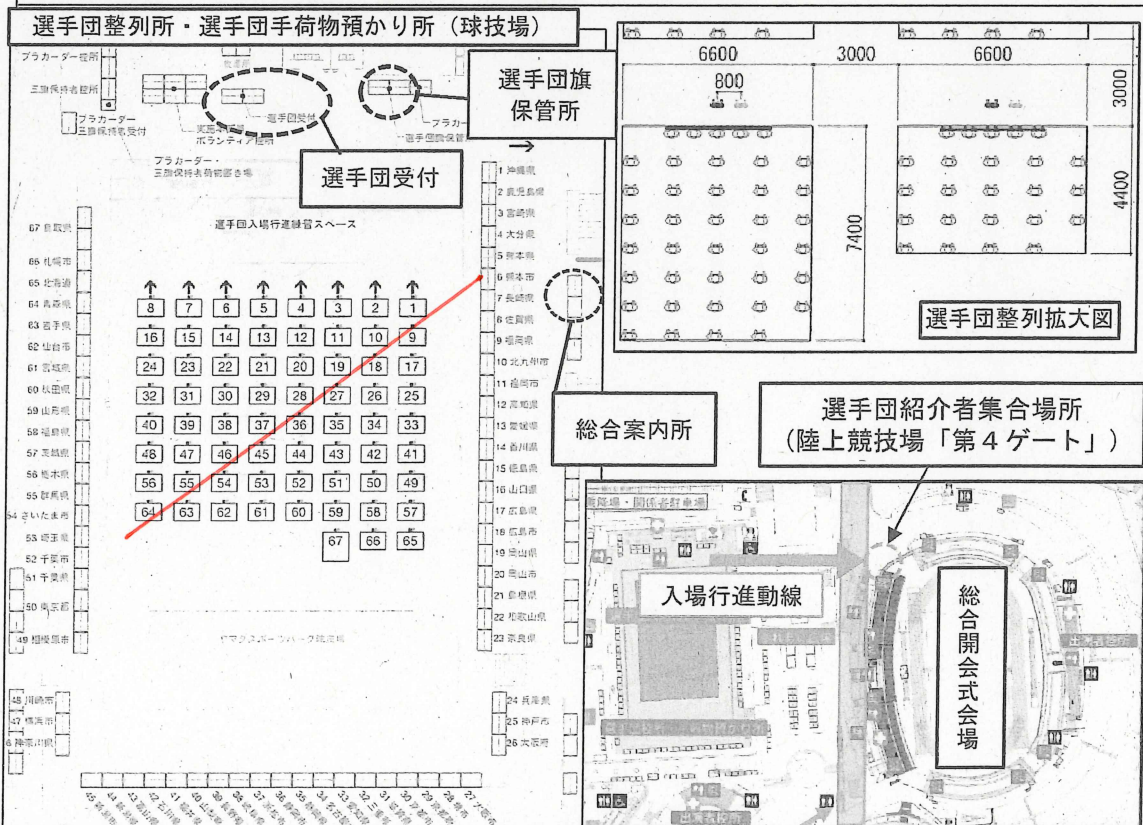 選手団整列所・選手団手荷物預かり所（球技場）
プラカーダー控所
三旗保持者控所
プラカーダー
三旗保持者受付
選手団受付
ボランティア控所
プラカーダー・
三旗保持者荷物置き場
選手団旗
保管所
選手団受付
選手団入場行進練習スペース
1 沖縄県
2 鹿児島県
3 宮崎県
4 大分県
5 熊本県
6 熊本市
7 長崎県
8 佐賀県
9 福岡県
10 北九州市
11 福岡市
12 高知県
13 愛媛県
14 香川県
15 徳島県
16 山口県
17 広島県
18 広島市
19 岡山県
20 岡山市
21 島根県
22 和歌山県
23 奈良県
24 兵庫県
25 神戸市
26 大阪府
67 鳥取県
66 札幌市
65 北海道
64 青森県
63 岩手県
62 仙台市
61 宮城県
60 秋田県
59 山形県
58 福島県
57 茨城県
56 栃木県
55 群馬県
54 さいたま市
53 埼玉県
52 千葉市
51 千葉県
50 東京都
49 相模原市
48 川崎市
47 横浜市
神奈川県
8 7 6 5 4 3 2 1
16 15 14 13 12 11 10 9
24 23 22 21 20 19 18 17
32 31 30 29 28 27 26 25
40 39 38 37 36 35 34 33
48 47 46 45 44 43 42 41
56 55 54 53 52 51 50 49
64 63 62 61 60 59 58 57
67 66 65
総合案内所
6600
3000
6600
800
3000
7400
4400
選手団整列拡大図
選手団紹介者集合場所
（陸上競技場「第４ゲート」）
降場・関係者駐車場
入場行進動線
総合開会式会場